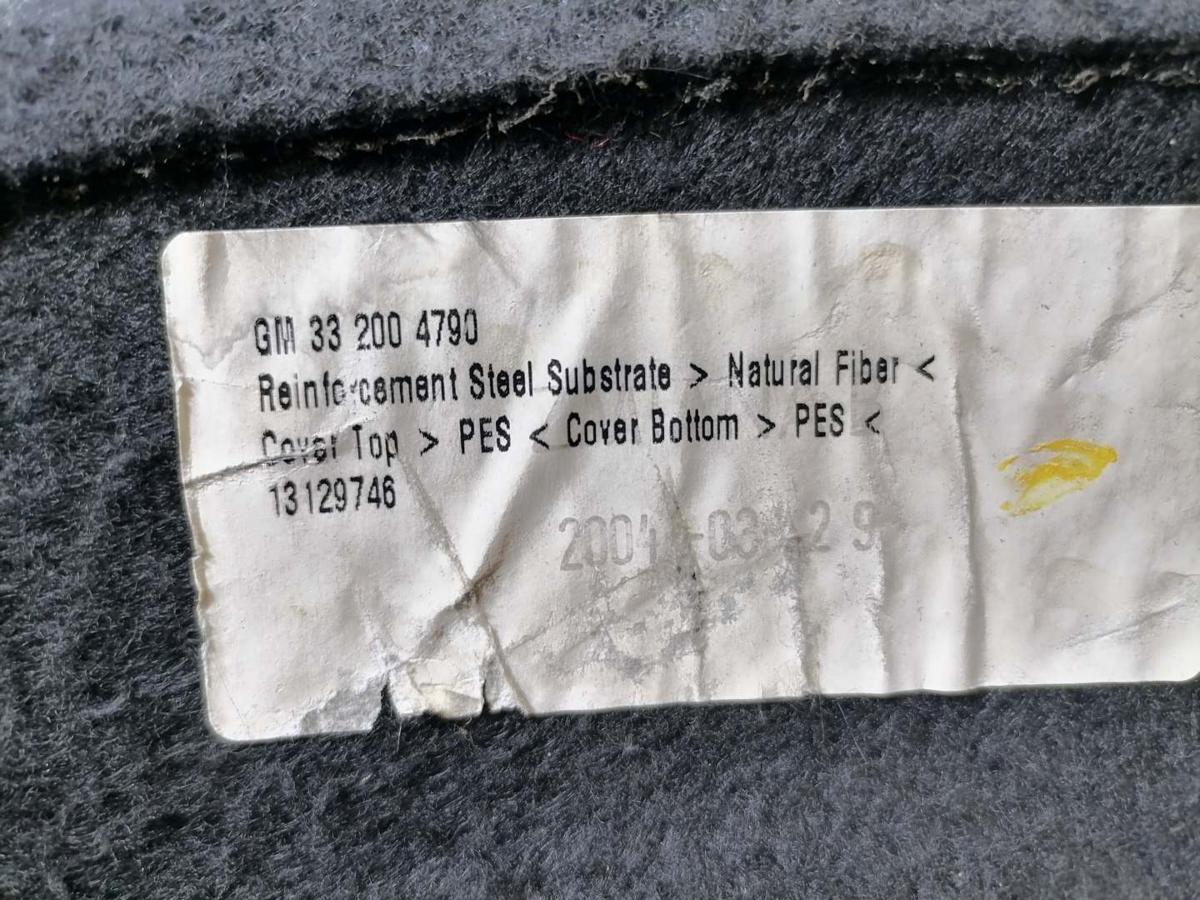 GM 33 200 4790
Reinforcement Steel Substrate > Natural Fiber <
Cover Top > PES < Cover Bottom > PES <
13129746